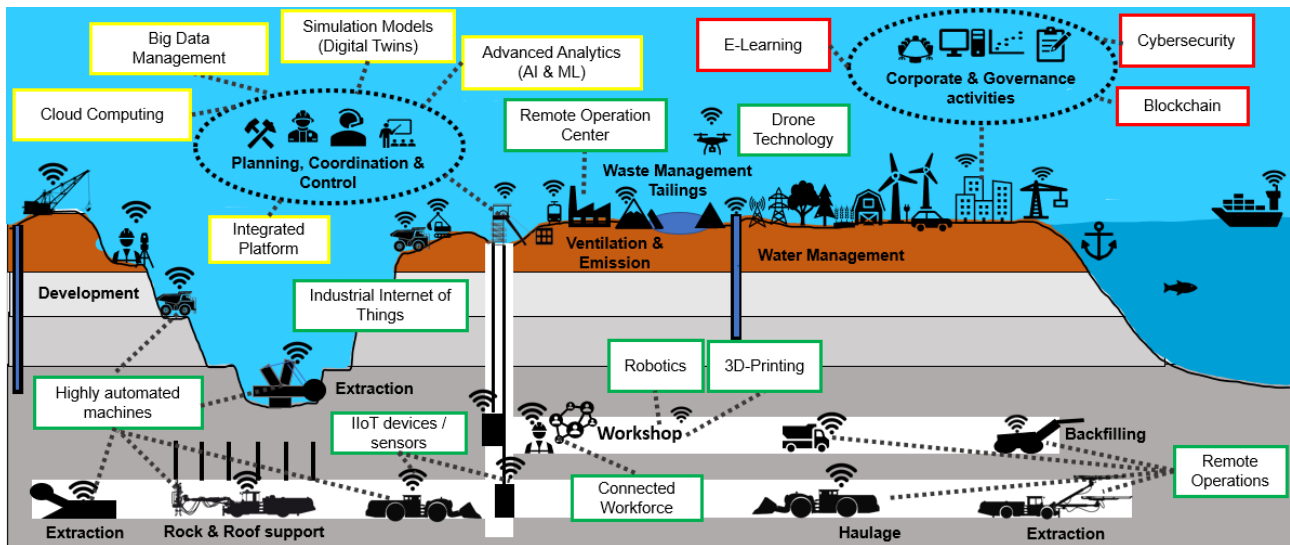 Big Data
Management
Simulation Models
(Digital Twins)
Advanced Analytics
(AI & ML)
Cloud Computing
Planning, Coordination &
Control
Integrated
Platform
Remote Operation
Center
Drone
Technology
Waste Management
Tailings
E-Learning
Corporate & Governance
activities
Cybersecurity
Blockchain
Ventilation &
Emission
Water Management
Development
Industrial Internet of
Things
Highly automated
machines
Extraction
IIoT devices /
sensors
Robotics
3D-Printing
Workshop
Backfilling
Remote
Operations
Connected
Workforce
Extraction
Rock & Roof support
Haulage
Extraction